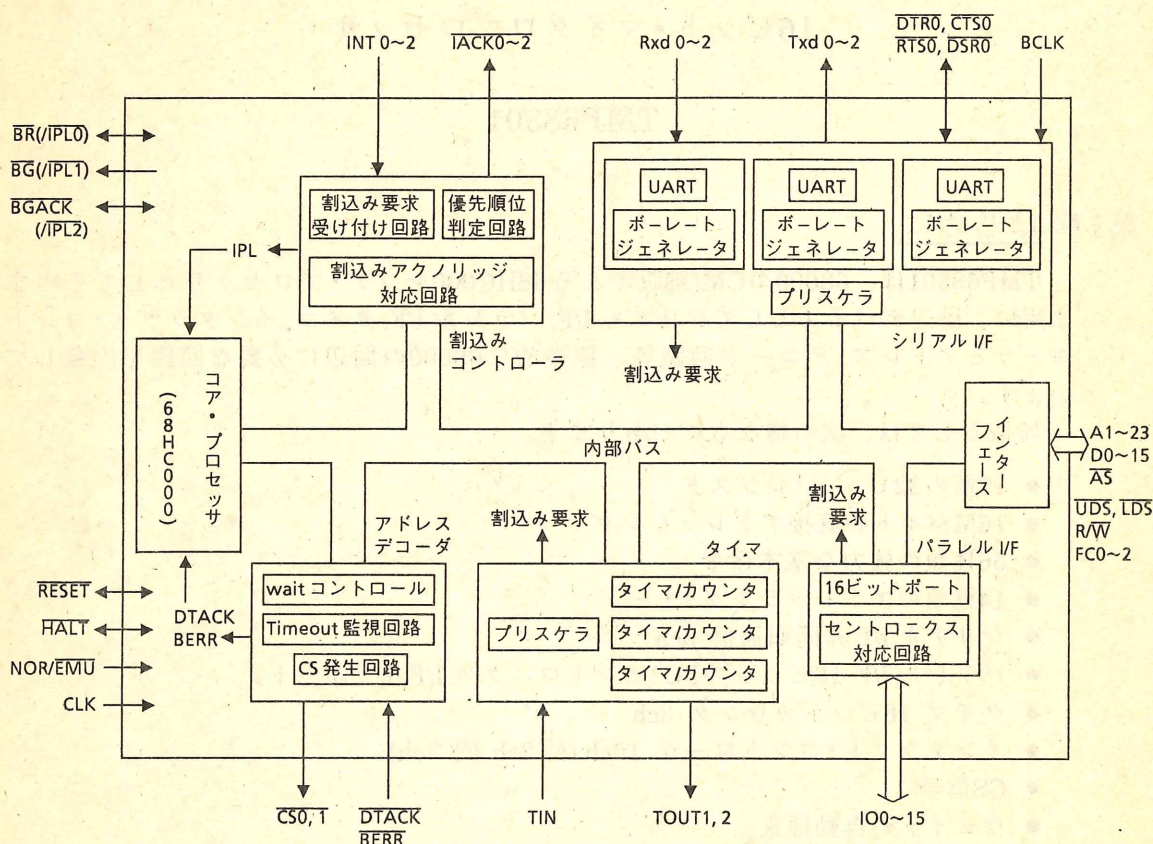 INT 0~2
IACK0~2
Rxd 0~2
Txd 0~2
DTR0, CTS0
RTS0, DSR0
BCLK
BR(/IPL0)
BG(/IPL1)
BGACK
(/IPL2)
割込み要求
受け付け回路
優先順位
判定回路
割込みアクノリッジ
対応回路
IPL
割込み
コントローラ
UART
ボーレート
ジェネレータ
UART
ボーレート
ジェネレータ
UART
ボーレート
ジェネレータ
プリスケラ
シリアル I/F
割込み要求
コア・プロセッサ
(68HC000)
内部バス
インター
フェース
A1~23
D0~15
AS
UDS, LDS
R/W
FC0~2
アドレス
デコーダ
割込み要求
タイマ
割込み
要求
パラレル I/F
RESET
HALT
NOR/EMU
CLK
DTACK
BERR
wait コントロール
Timeout 監視回路
CS 発生回路
プリスケラ
タイマ/カウンタ
タイマ/カウンタ
タイマ/カウンタ
16ビットポート
セントロニクス
対応回路
CS0, 1
DTACK
BERR
TIN
TOUT1, 2
IO0~15